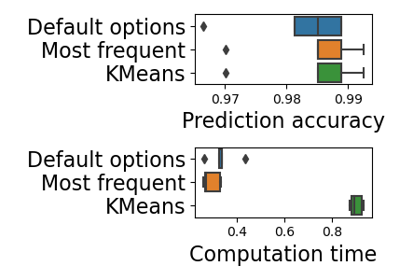 Default options
Most frequent
KMeans
0.97 0.98 0.99
Prediction accuracy
Default options
Most frequent
KMeans
0.4 0.6 0.8
Computation time